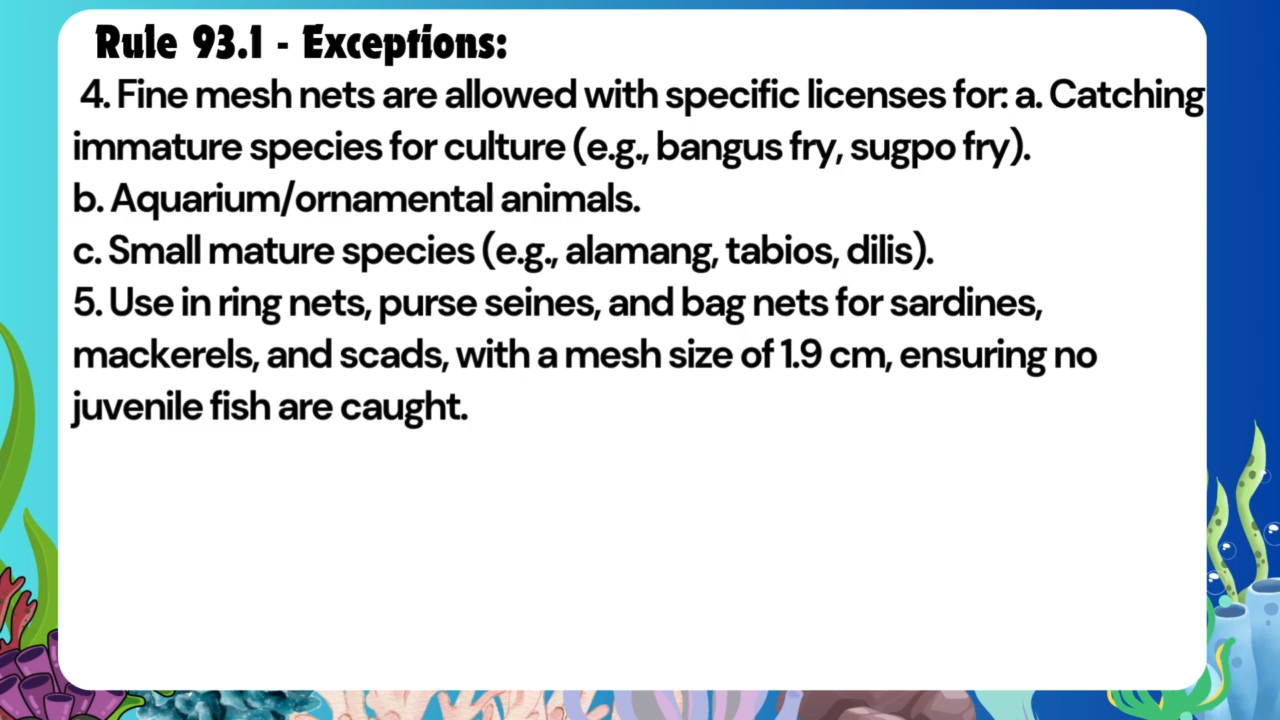 Rule 93.1 - Exceptions:
4. Fine mesh nets are allowed with specific licenses for: a. Catching
immature species for culture (e.g., bangus fry, sugpo fry).
b. Aquarium/ornamental animals.
c. Small mature species (e.g., alamang, tabios, dilis).
5. Use in ring nets, purse seines, and bag nets for sardines,
mackerels, and scads, with a mesh size of 1.9 cm, ensuring no
juvenile fish are caught.